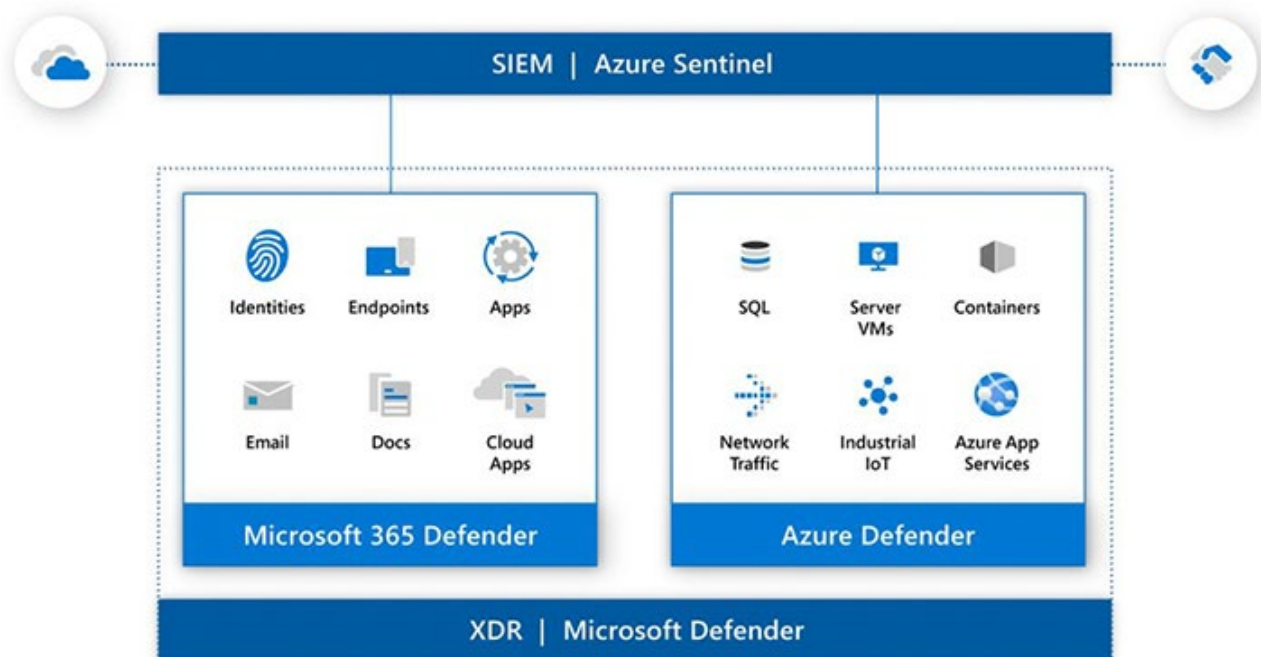 SIEM | Azure Sentinel
Identities
Endpoints
Apps
Email
Docs
Cloud
Apps
Microsoft 365 Defender
SQL
Server
VMs
Containers
Network
Traffic
Industrial
IoT
Azure App
Services
Azure Defender
XDR | Microsoft Defender